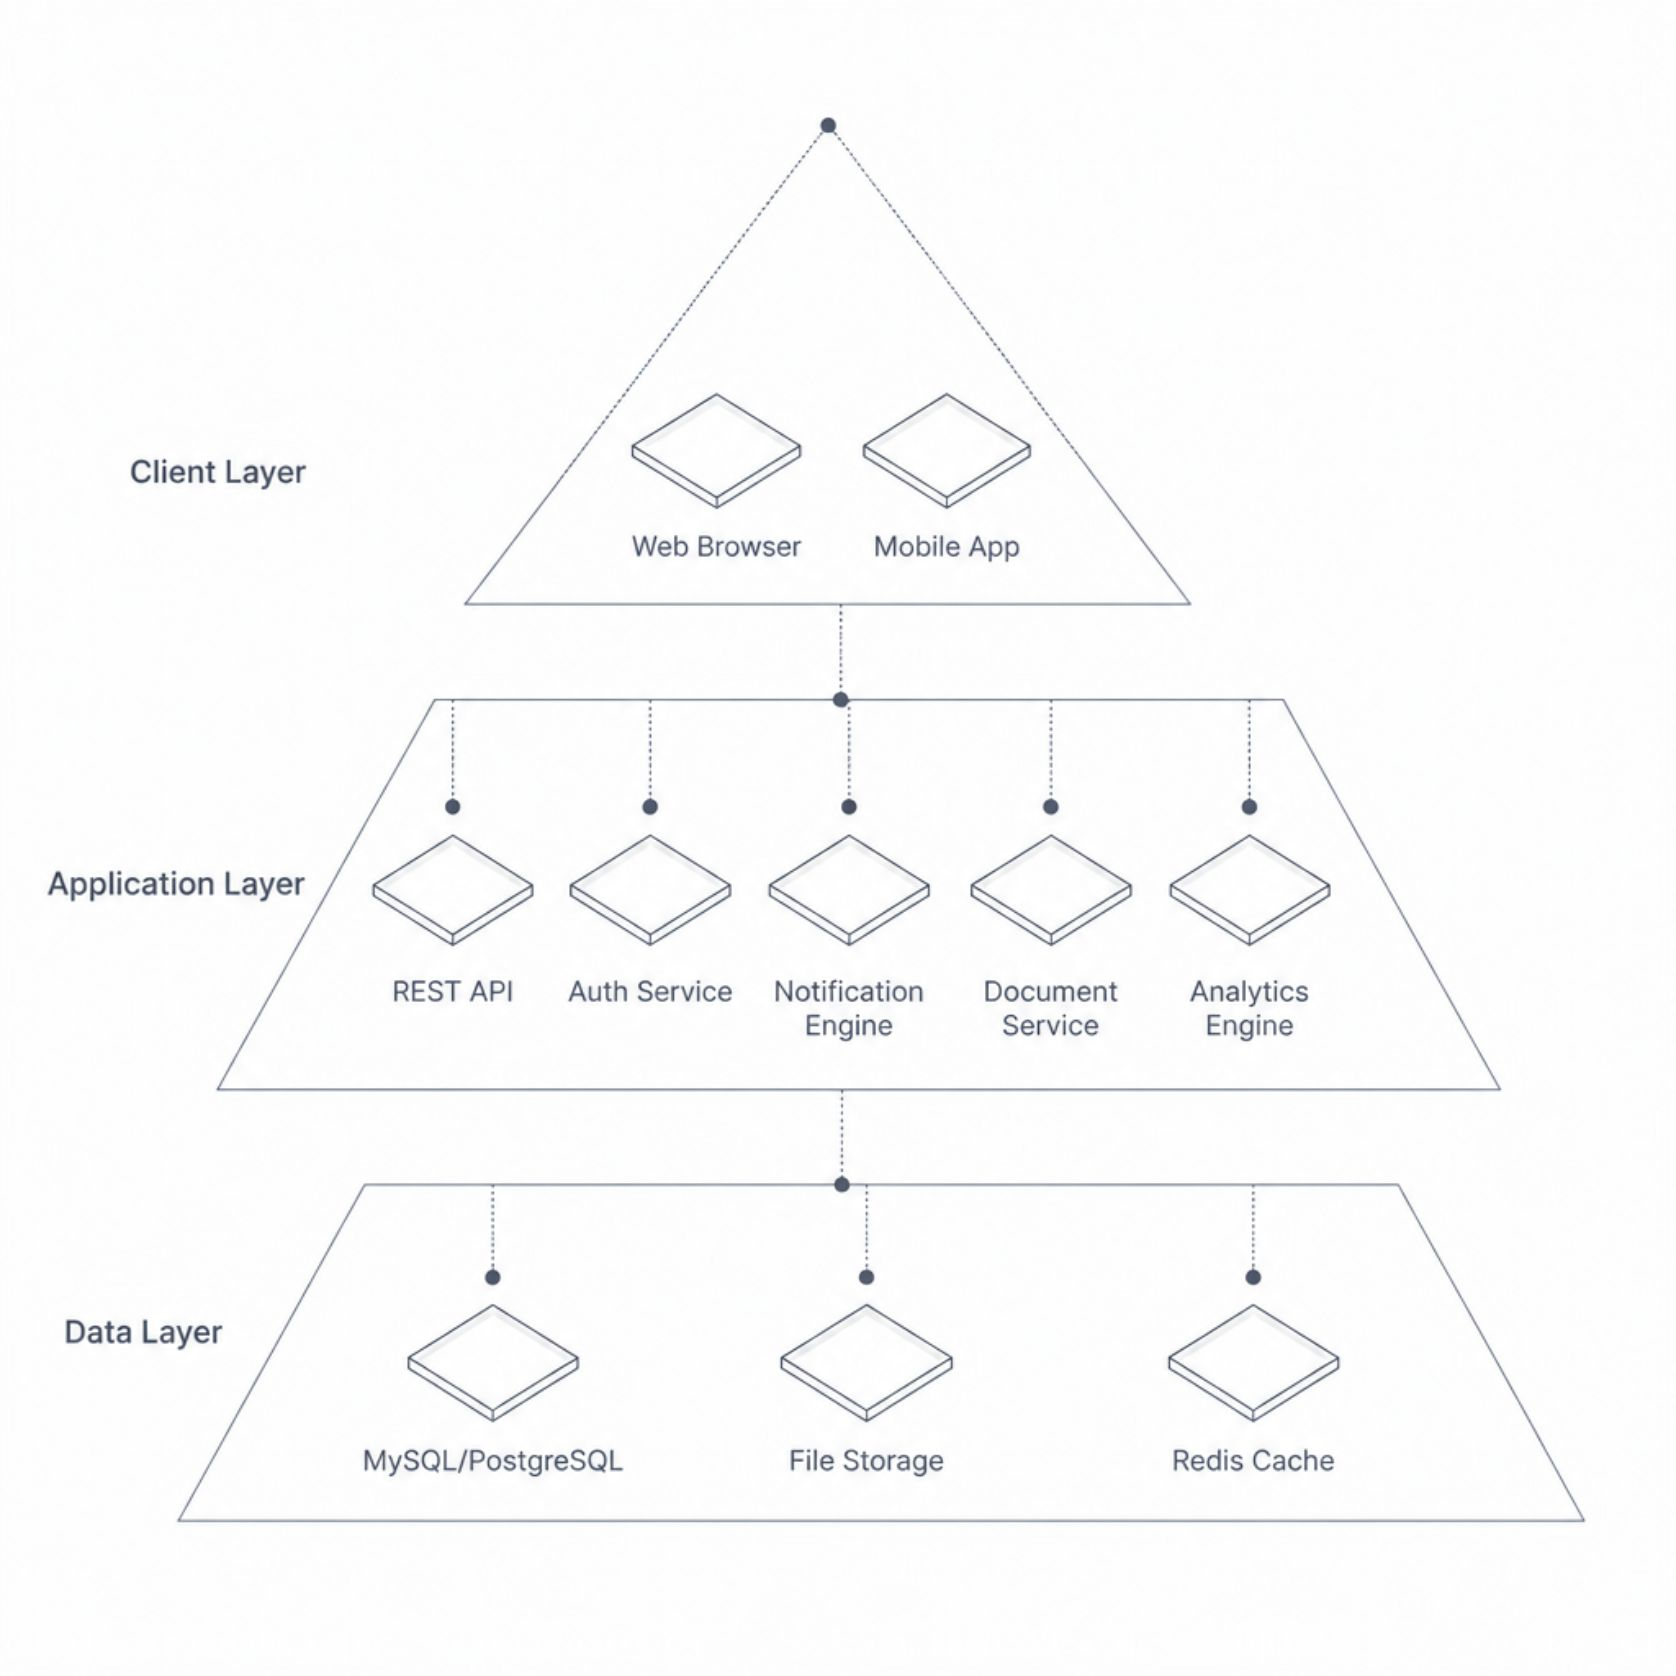 Client Layer
Web Browser
Mobile App
Application Layer
REST API
Auth Service
Notification
Engine
Document
Service
Analytics
Engine
Data Layer
MySQL/PostgreSQL
File Storage
Redis Cache